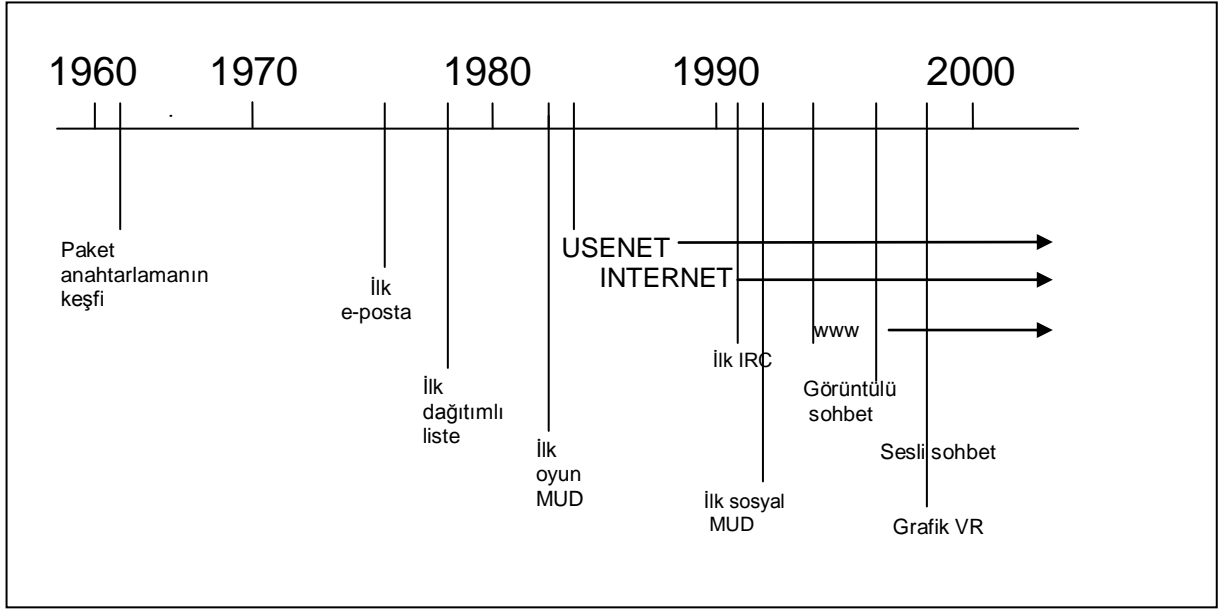 1960 1970 1980 1990 2000
Paket
anahtarlamanın
keşfi
İlk
e-posta
İlk
dağıtımlı
liste
İlk
oyun
MUD
USENET
INTERNET
www
İlk IRC
Görüntülü
sohbet
Sesli sohbet
İlk sosyal
MUD
Grafik VR